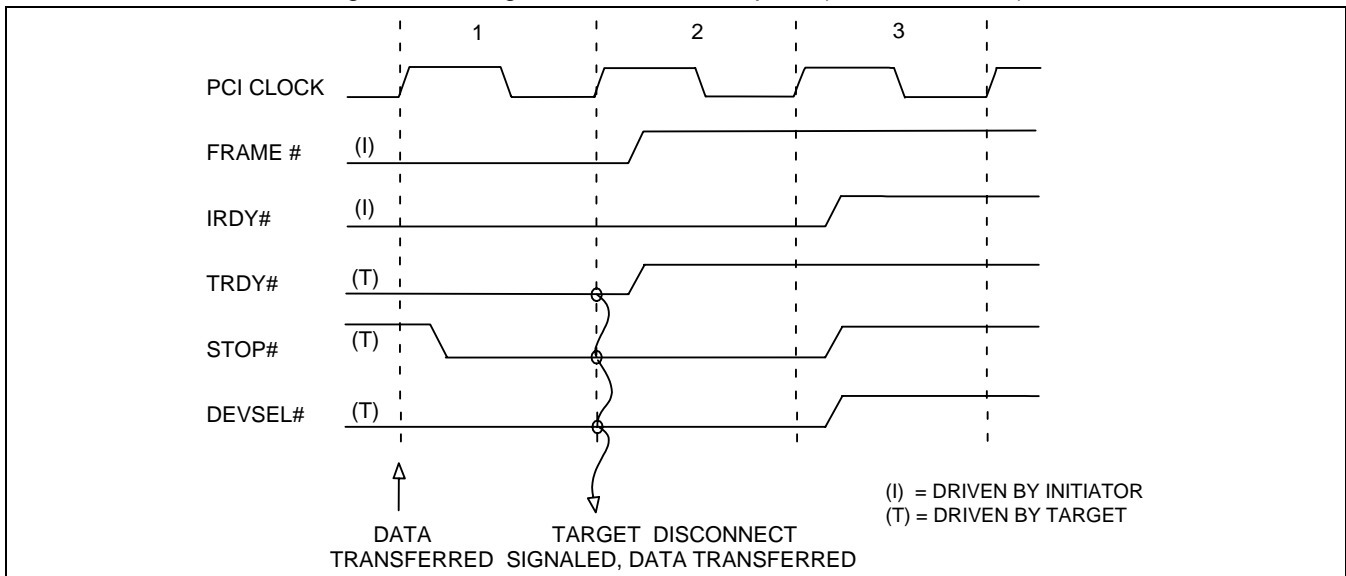 1 2 3
PCI CLOCK
FRAME # (I)
IRDY# (I)
TRDY# (T)
STOP# (T)
DEVSEL# (T)
(I) = DRIVEN BY INITIATOR
(T) = DRIVEN BY TARGET
DATA TARGET DISCONNECT
TRANSFERRED SIGNALED, DATA TRANSFERRED